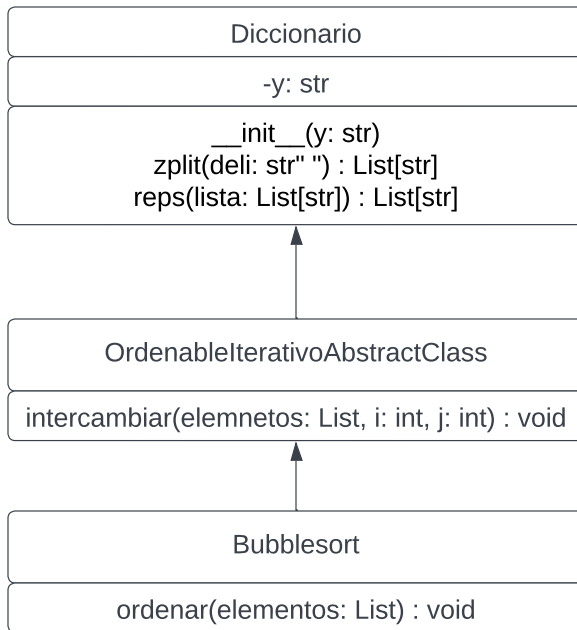 Diccionario
-y: str
__init__(y: str)
zplit(deli: str" ") : List[str]
reps(lista: List[str]) : List[str]
OrdenableIterativoAbstractClass
intercambiar(elemnetos: List, i: int, j: int) : void
Bubblesort
ordenar(elementos: List) : void